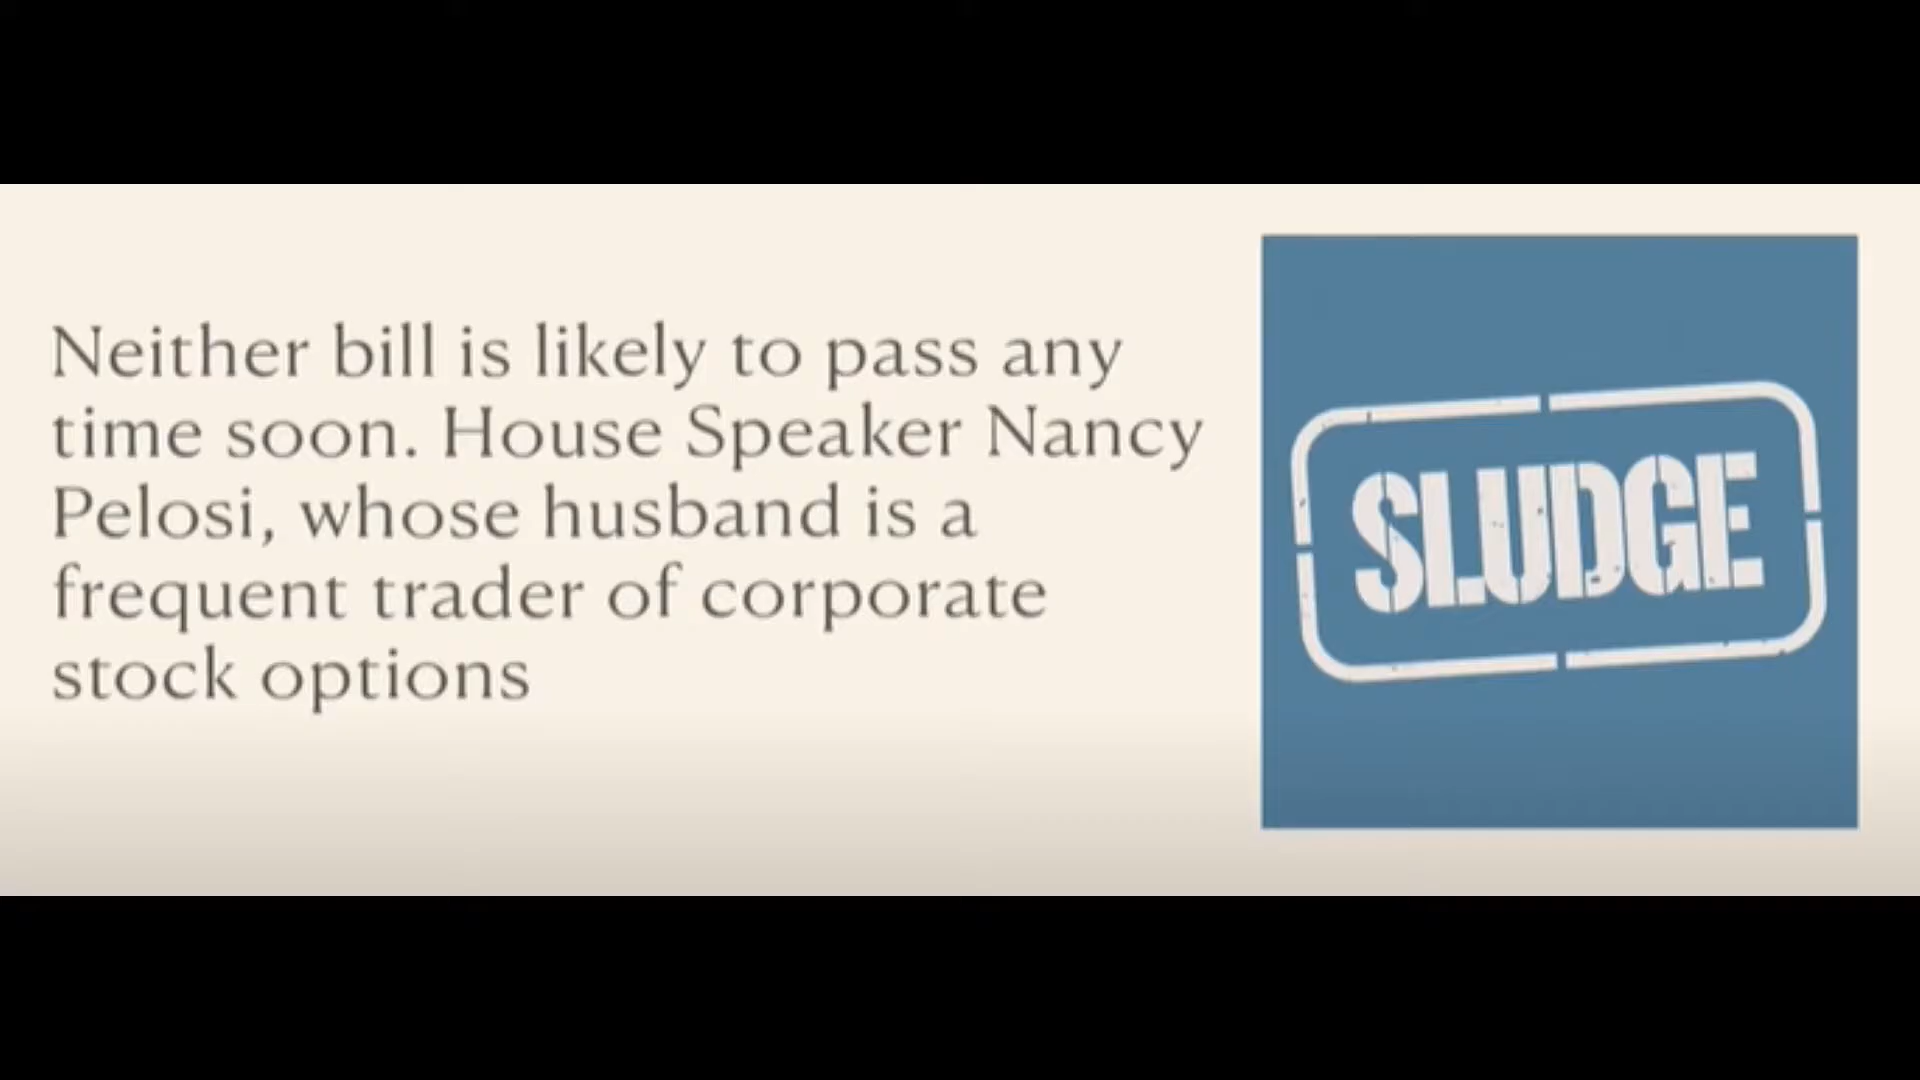 Neither bill is likely to pass any
time soon. House Speaker Nancy
Pelosi, whose husband is a
frequent trader of corporate
stock options
SLUDGE